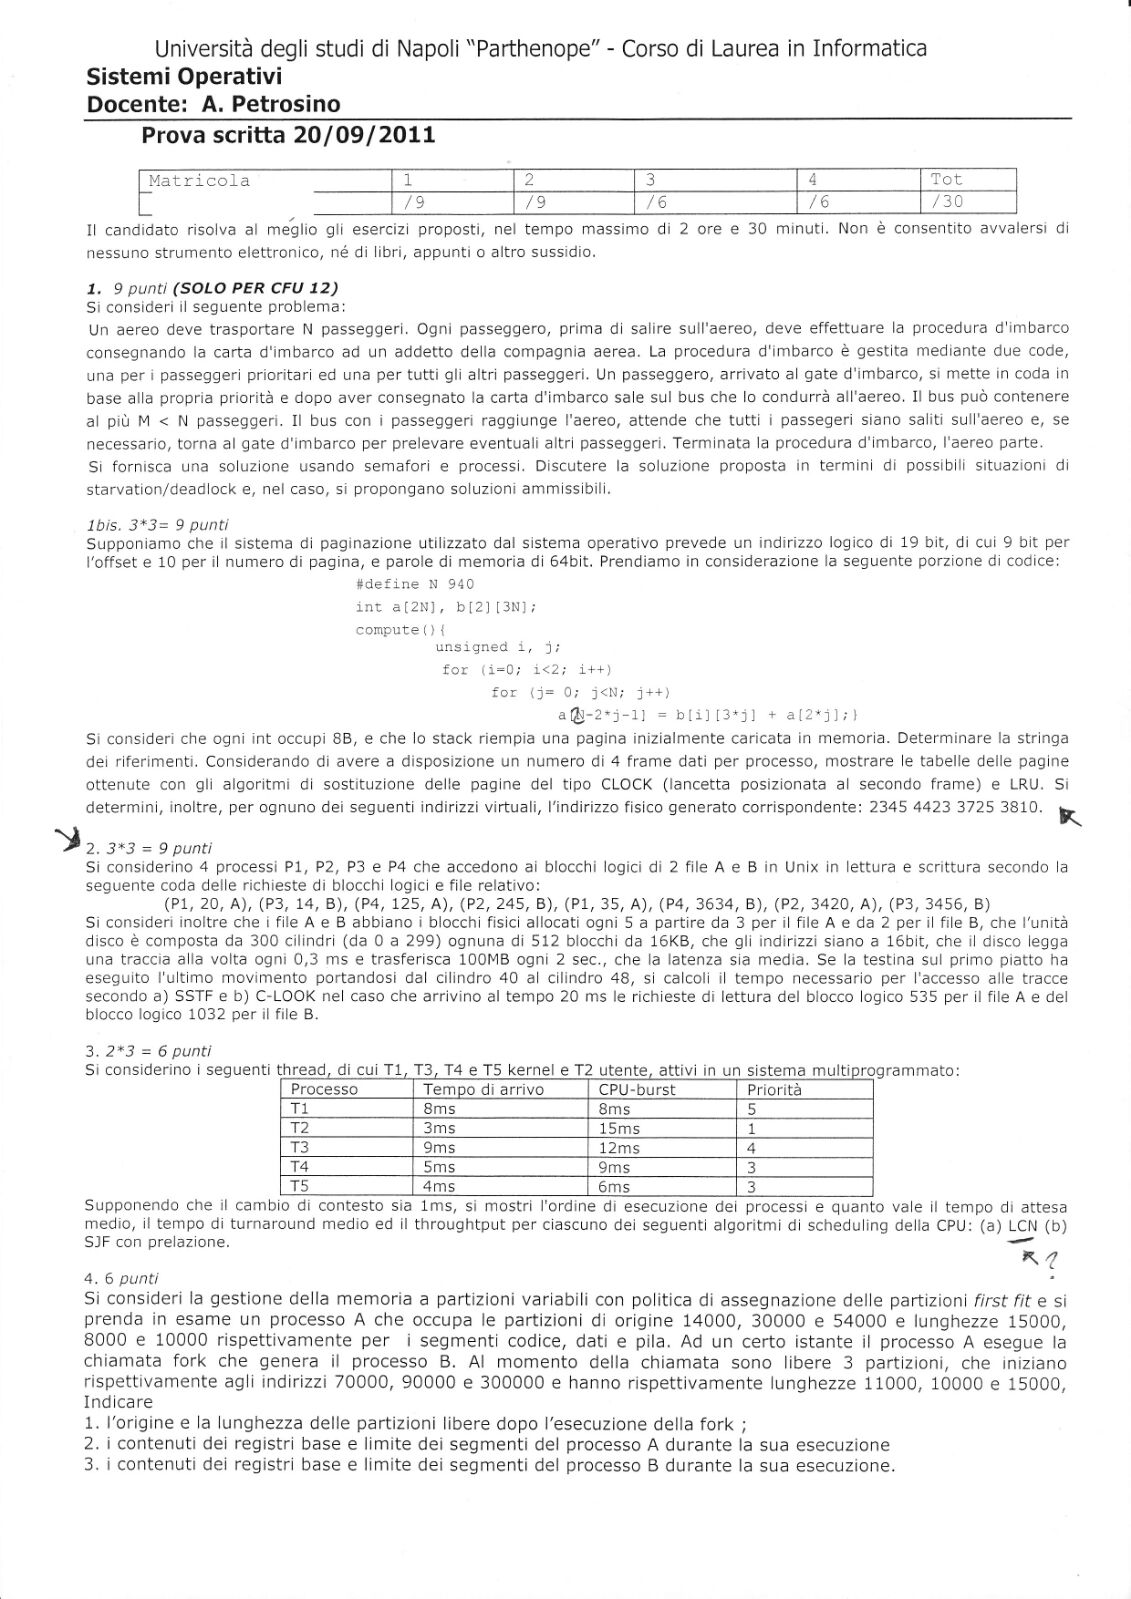 Università degli studi di Napoli "Parthenope" - Corso di Laurea in Informatica
Sistemi Operativi
Docente: A. Petrosino
Prova scritta 20/09/2011
Matricola 1 2 3 4 Tot
/9 /9 /6 /6 /30
Il candidato risolva al meglio gli esercizi proposti, nel tempo massimo di 2 ore e 30 minuti. Non è consentito avvalersi di
nessuno strumento elettronico, né di libri, appunti o altro sussidio.
1. 9 punti (SOLO PER CFU 12)
Si consideri il seguente problema:
Un aereo deve trasportare N passeggeri. Ogni passeggero, prima di salire sull'aereo, deve effettuare la procedura d'imbarco
consegnando la carta d'imbarco ad un addetto della compagnia aerea. La procedura d'imbarco è gestita mediante due code,
una per i passeggeri prioritari ed una per tutti gli altri passeggeri. Un passeggero, arrivato al gate d'imbarco, si mette in coda in
base alla propria priorità e dopo aver consegnato la carta d'imbarco sale sul bus che lo condurrà all'aereo. Il bus può contenere
al più M < N passeggeri. Il bus con i passeggeri raggiunge l'aereo, attende che tutti i passegeri siano saliti sull'aereo e, se
necessario, torna al gate d'imbarco per prelevare eventuali altri passeggeri. Terminata la procedura d'imbarco, l'aereo parte.
Si fornisca una soluzione usando semafori e processi. Discutere la soluzione proposta in termini di possibili situazioni di
starvation/deadlock e, nel caso, si propongano soluzioni ammissibili.
1bis. 3*3= 9 punti
Supponiamo che il sistema di paginazione utilizzato dal sistema operativo prevede un indirizzo logico di 19 bit, di cui 9 bit per
l'offset e 10 per il numero di pagina, e parole di memoria di 64bit. Prendiamo in considerazione la seguente porzione di codice:
#define N 940
int a[2N], b[2][3N];
compute(){
unsigned i, j;
for (i=0; i<2; i++)
for (j= 0; j<N; j++)
a[2N-2*j-1] = b[i][3*j] + a[2*j];}
Si consideri che ogni int occupi 8B, e che lo stack riempia una pagina inizialmente caricata in memoria. Determinare la stringa
dei riferimenti. Considerando di avere a disposizione un numero di 4 frame dati per processo, mostrare le tabelle delle pagine
ottenute con gli algoritmi di sostituzione delle pagine del tipo CLOCK (lancetta posizionata al secondo frame) e LRU. Si
determini, inoltre, per ognuno dei seguenti indirizzi virtuali, l'indirizzo fisico generato corrispondente: 2345 4423 3725 3810.
2. 3*3 = 9 punti
Si considerino 4 processi P1, P2, P3 e P4 che accedono ai blocchi logici di 2 file A e B in Unix in lettura e scrittura secondo la
seguente coda delle richieste di blocchi logici e file relativo:
(P1, 20, A), (P3, 14, B), (P4, 125, A), (P2, 245, B), (P1, 35, A), (P4, 3634, B), (P2, 3420, A), (P3, 3456, B)
Si consideri inoltre che i file A e B abbiano i blocchi fisici allocati ogni 5 a partire da 3 per il file A e da 2 per il file B, che l'unità
disco è composta da 300 cilindri (da 0 a 299) ognuna di 512 blocchi da 16KB, che gli indirizzi siano a 16bit, che il disco legga
una traccia alla volta ogni 0,3 ms e trasferisca 100MB ogni 2 sec., che la latenza sia media. Se la testina sul primo piatto ha
eseguito l'ultimo movimento portandosi dal cilindro 40 al cilindro 48, si calcoli il tempo necessario per l'accesso alle tracce
secondo a) SSTF e b) C-LOOK nel caso che arrivino al tempo 20 ms le richieste di lettura del blocco logico 535 per il file A e del
blocco logico 1032 per il file B.
3. 2*3 = 6 punti
Si considerino i seguenti thread, di cui T1, T3, T4 e T5 kernel e T2 utente, attivi in un sistema multiprogrammato:
Processo Tempo di arrivo CPU-burst Priorità
T1 8ms 8ms 5
T2 3ms 15ms 1
T3 9ms 12ms 4
T4 5ms 9ms 3
T5 4ms 6ms 3
Supponendo che il cambio di contesto sia 1ms, si mostri l'ordine di esecuzione dei processi e quanto vale il tempo di attesa
medio, il tempo di turnaround medio ed il throughtput per ciascuno dei seguenti algoritmi di scheduling della CPU: (a) LCN (b)
SJF con prelazione.
?
4. 6 punti
Si consideri la gestione della memoria a partizioni variabili con politica di assegnazione delle partizioni first fit e si
prenda in esame un processo A che occupa le partizioni di origine 14000, 30000 e 54000 e lunghezze 15000,
8000 e 10000 rispettivamente per i segmenti codice, dati e pila. Ad un certo istante il processo A esegue la
chiamata fork che genera il processo B. Al momento della chiamata sono libere 3 partizioni, che iniziano
rispettivamente agli indirizzi 70000, 90000 e 300000 e hanno rispettivamente lunghezze 11000, 10000 e 15000,
Indicare
1. l'origine e la lunghezza delle partizioni libere dopo l'esecuzione della fork ;
2. i contenuti dei registri base e limite dei segmenti del processo A durante la sua esecuzione
3. i contenuti dei registri base e limite dei segmenti del processo B durante la sua esecuzione.